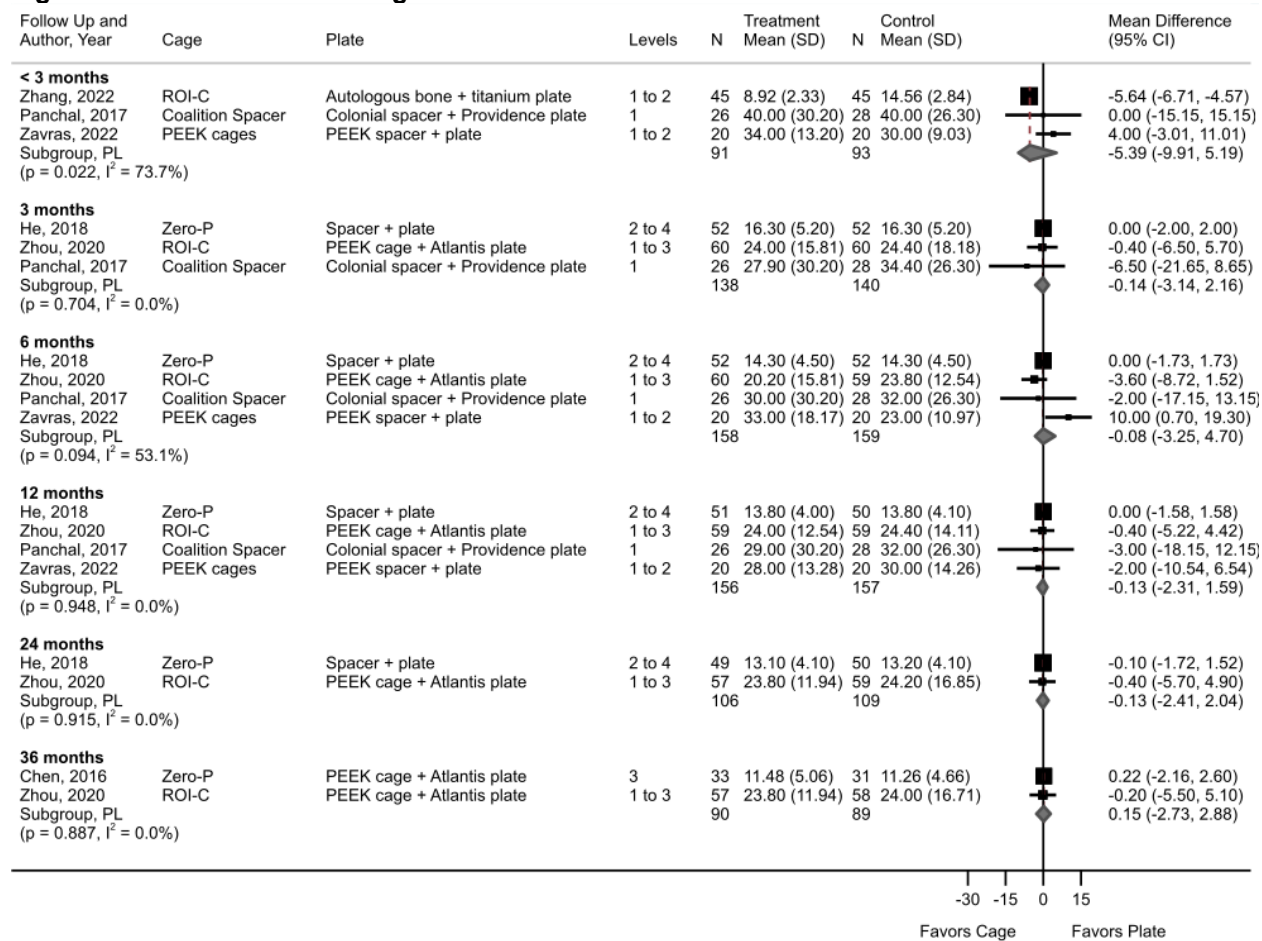 Follow Up and Treatment Control Mean Difference
Author, Year Cage Plate Levels N Mean (SD) N Mean (SD) (95% CI)
< 3 months
Zhang, 2022 ROI-C Autologous bone + titanium plate 1 to 2 45 8.92 (2.33) 45 14.56 (2.84) -5.64 (-6.71, -4.57)
Panchal, 2017 Coalition Spacer Colonial spacer + Providence plate 1 26 40.00 (30.20) 28 40.00 (26.30) 0.00 (-15.15, 15.15)
Zavras, 2022 PEEK cages PEEK spacer + plate 1 to 2 20 34.00 (13.20) 20 30.00 (9.03) 4.00 (-3.01, 11.01)
Subgroup, PL 91 93 -5.39 (-9.91, 5.19)
(p = 0.022, I² = 73.7%)
3 months
He, 2018 Zero-P Spacer + plate 2 to 4 52 16.30 (5.20) 52 16.30 (5.20) 0.00 (-2.00, 2.00)
Zhou, 2020 ROI-C PEEK cage + Atlantis plate 1 to 3 60 24.00 (15.81) 60 24.40 (18.18) -0.40 (-6.50, 5.70)
Panchal, 2017 Coalition Spacer Colonial spacer + Providence plate 1 26 27.90 (30.20) 28 34.40 (26.30) -6.50 (-21.65, 8.65)
Subgroup, PL 138 140 -0.14 (-3.14, 2.16)
(p = 0.704, I² = 0.0%)
6 months
He, 2018 Zero-P Spacer + plate 2 to 4 52 14.30 (4.50) 52 14.30 (4.50) 0.00 (-1.73, 1.73)
Zhou, 2020 ROI-C PEEK cage + Atlantis plate 1 to 3 60 20.20 (15.81) 59 23.80 (12.54) -3.60 (-8.72, 1.52)
Panchal, 2017 Coalition Spacer Colonial spacer + Providence plate 1 26 30.00 (30.20) 28 32.00 (26.30) -2.00 (-17.15, 13.15)
Zavras, 2022 PEEK cages PEEK spacer + plate 1 to 2 20 33.00 (18.17) 20 23.00 (10.97) 10.00 (0.70, 19.30)
Subgroup, PL 158 159 -0.08 (-3.25, 4.70)
(p = 0.094, I² = 53.1%)
12 months
He, 2018 Zero-P Spacer + plate 2 to 4 51 13.80 (4.00) 50 13.80 (4.10) 0.00 (-1.58, 1.58)
Zhou, 2020 ROI-C PEEK cage + Atlantis plate 1 to 3 59 24.00 (12.54) 59 24.40 (14.11) -0.40 (-5.22, 4.42)
Panchal, 2017 Coalition Spacer Colonial spacer + Providence plate 1 26 29.00 (30.20) 28 32.00 (26.30) -3.00 (-18.15, 12.15)
Zavras, 2022 PEEK cages PEEK spacer + plate 1 to 2 20 28.00 (13.28) 20 30.00 (14.26) -2.00 (-10.54, 6.54)
Subgroup, PL 156 157 -0.13 (-2.31, 1.59)
(p = 0.948, I² = 0.0%)
24 months
He, 2018 Zero-P Spacer + plate 2 to 4 49 13.10 (4.10) 50 13.20 (4.10) -0.10 (-1.72, 1.52)
Zhou, 2020 ROI-C PEEK cage + Atlantis plate 1 to 3 57 23.80 (11.94) 59 24.20 (16.85) -0.40 (-5.70, 4.90)
Subgroup, PL 106 109 -0.13 (-2.41, 2.04)
(p = 0.915, I² = 0.0%)
36 months
Chen, 2016 Zero-P PEEK cage + Atlantis plate 3 33 11.48 (5.06) 31 11.26 (4.66) 0.22 (-2.16, 2.60)
Zhou, 2020 ROI-C PEEK cage + Atlantis plate 1 to 3 57 23.80 (11.94) 58 24.00 (16.71) -0.20 (-5.50, 5.10)
Subgroup, PL 90 89 0.15 (-2.73, 2.88)
(p = 0.887, I² = 0.0%)
-30 -15 0 15
Favors Cage Favors Plate